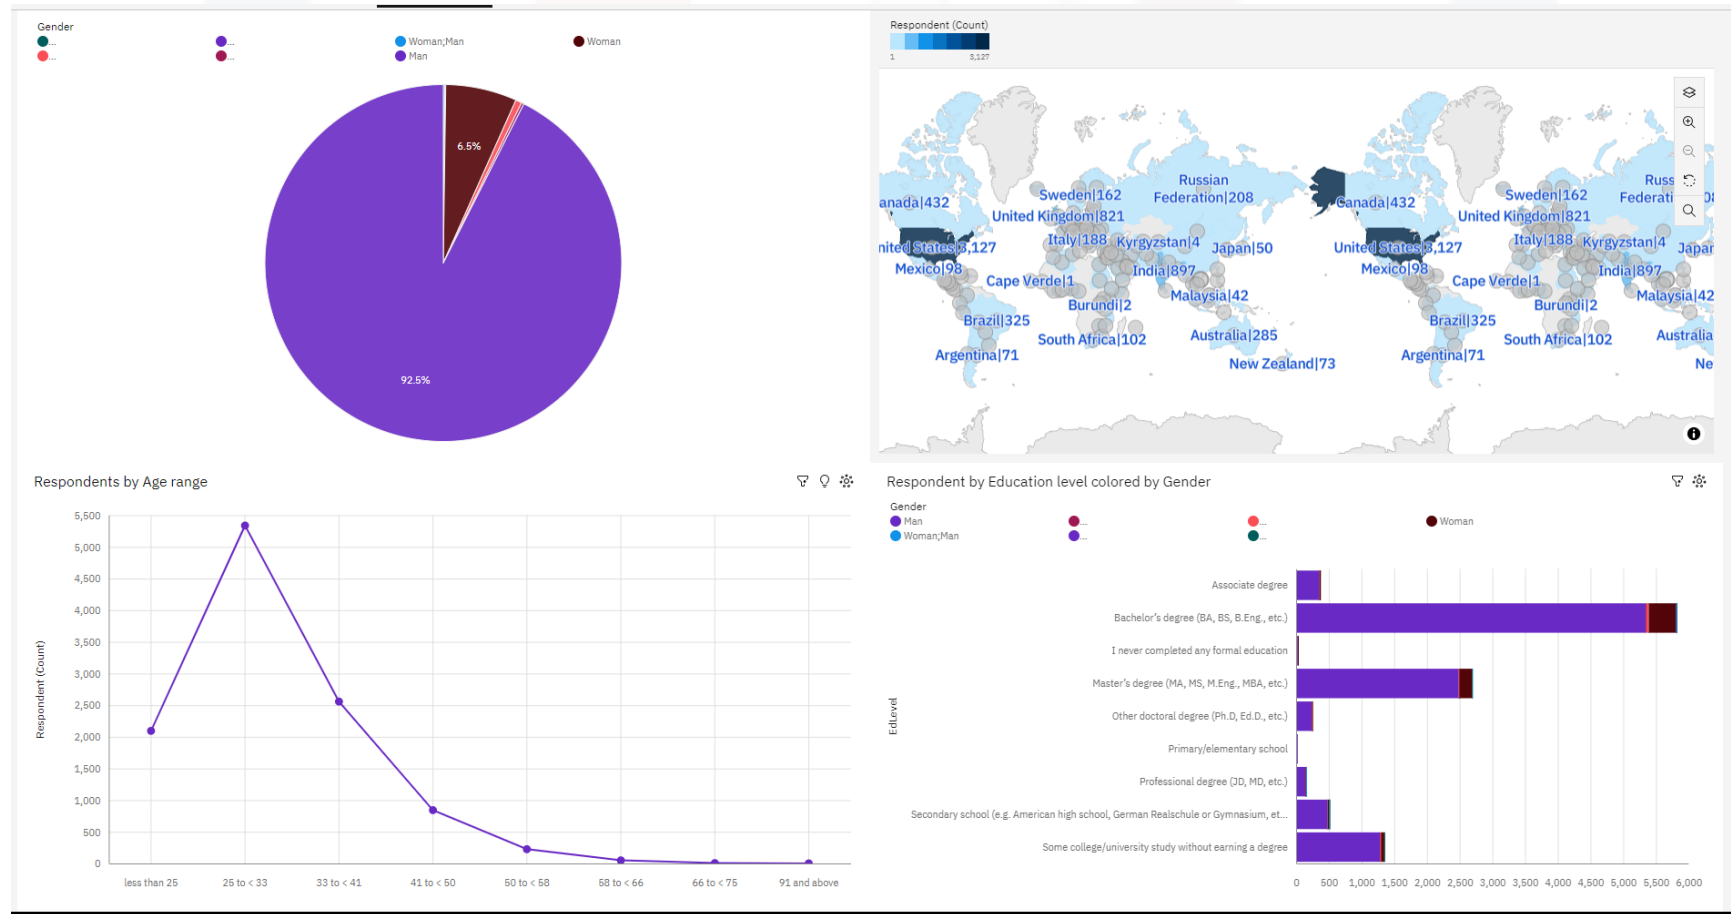 Gender
... ... Woman;Man Woman
... ... Man
6.5%
92.5%
Respondent (Count)
1 3,127
anada|432
Sweden|162
Russian
Federation|208
United Kingdom|821
nited States|3,127
Italy|188
Kyrgyzstan|4
Japan|50
Mexico|98
Cape Verde|1
India|897
Burundi|2
Malaysia|42
Brazil|325
South Africa|102
Australia|285
Argentina|71
New Zealand|73
Canada|432
Sweden|162
Russ
Federati
United Kingdom|821
United States|3,127
Italy|188
Kyrgyzstan|4
Japar
Mexico|98
Cape Verde|1
India|897
Burundi|2
Malaysia|42
Brazil|325
South Africa|102
Australia
Argentina|71
Ne
Respondents by Age range
Respondent (Count)
5,500
5,000
4,500
4,000
3,500
3,000
2,500
2,000
1,500
1,000
500
0
less than 25 25 to < 33 33 to < 41 41 to < 50 50 to < 58 58 to < 66 66 to < 75 91 and above
Respondent by Education level colored by Gender
Gender
Man ... ... Woman
Woman;Man ... ...
EdLevel
Associate degree
Bachelor's degree (BA, BS, B.Eng., etc.)
I never completed any formal education
Master's degree (MA, MS, M.Eng., MBA, etc.)
Other doctoral degree (Ph.D, Ed.D., etc.)
Primary/elementary school
Professional degree (JD, MD, etc.)
Secondary school (e.g. American high school, German Realschule or Gymnasium, et...
Some college/university study without earning a degree
0 500 1,000 1,500 2,000 2,500 3,000 3,500 4,000 4,500 5,000 5,500 6,000